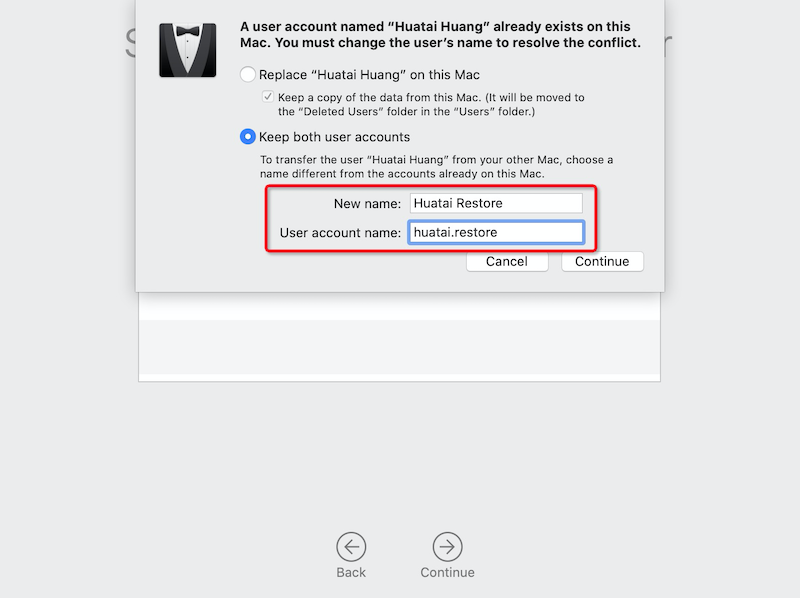 A user account named “Huatai Huang” already exists on this
Mac. You must change the user’s name to resolve the conflict.
Replace “Huatai Huang” on this Mac
Keep a copy of the data from this Mac. (It will be moved to
the “Deleted Users” folder in the “Users” folder.)
Keep both user accounts
To transfer the user “Huatai Huang” from your other Mac, choose a
name different from the accounts already on this Mac.
New name: Huatai Restore
User account name: huatai.restore
Cancel Continue
Back Continue